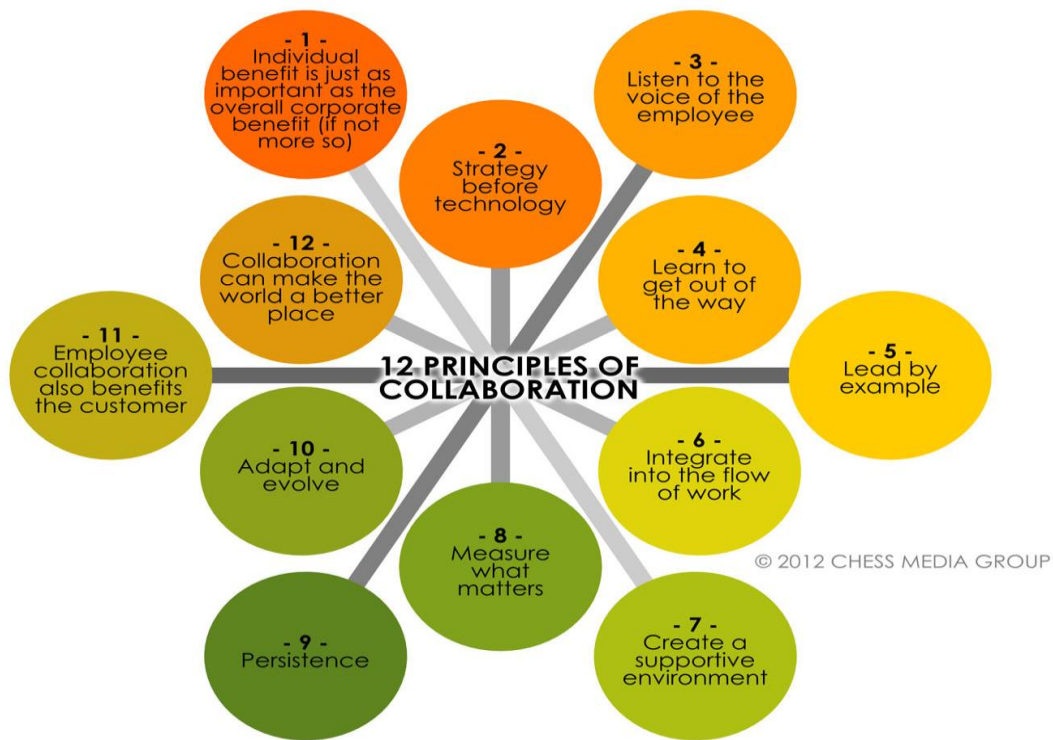 - 1 -
Individual
benefit is just as
important as the
overall corporate
benefit (if not
more so)
- 2 -
Strategy
before
technology
- 3 -
Listen to the
voice of the
employee
- 4 -
Learn to
get out of
the way
- 5 -
Lead by
example
- 6 -
Integrate
into the flow
of work
- 7 -
Create a
supportive
environment
- 8 -
Measure
what
matters
- 9 -
Persistence
- 10 -
Adapt and
evolve
- 11 -
Employee
collaboration
also benefits
the customer
- 12 -
Collaboration
can make the
world a better
place
12 PRINCIPLES OF
COLLABORATION
© 2012 CHESS MEDIA GROUP